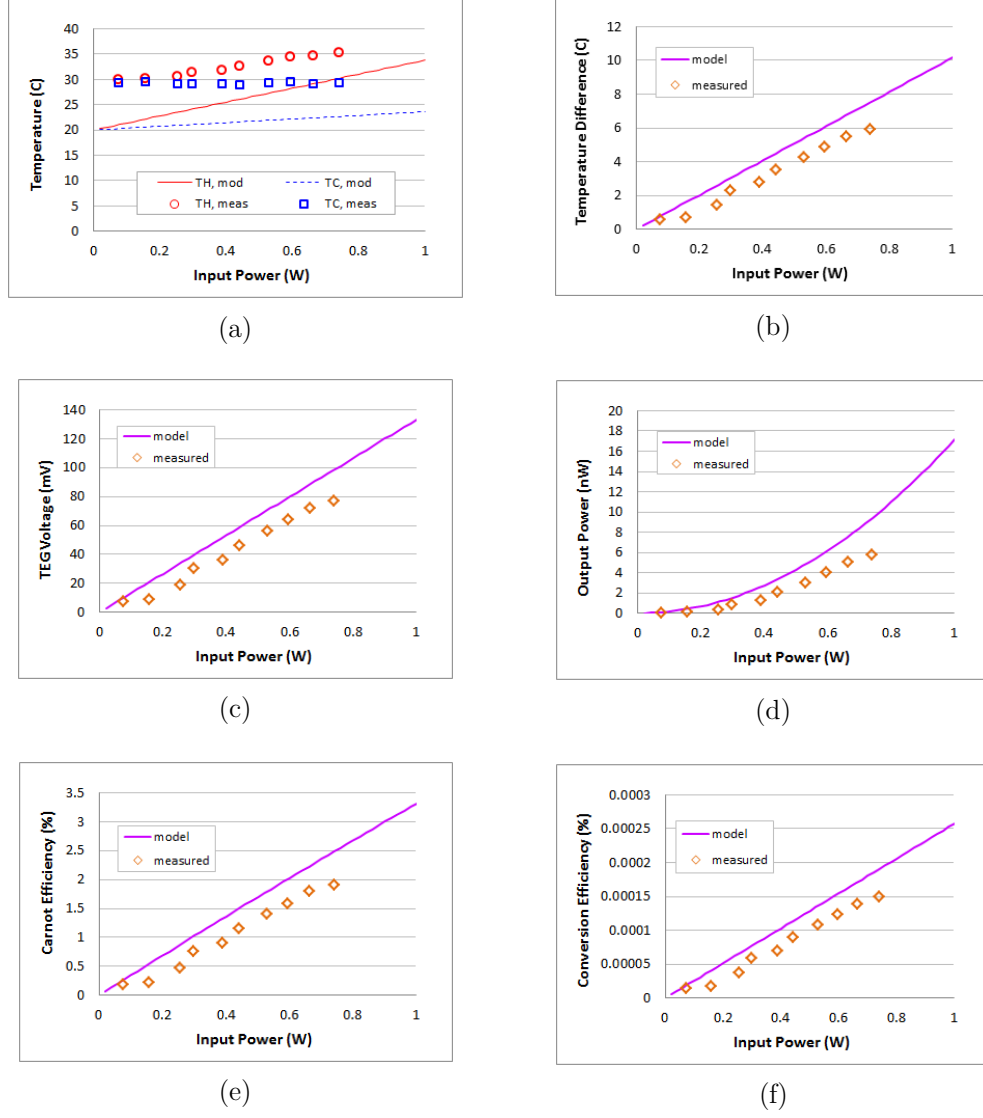 Temperature (C)
40
35
30
25
20
15
10
5
0
TH, mod
TC, mod
TH, meas
TC, meas
0 0.2 0.4 0.6 0.8 1
Input Power (W)
(a)
Temperature Difference (C)
12
10
8
6
4
2
0
model
measured
0 0.2 0.4 0.6 0.8 1
Input Power (W)
(b)
TEG Voltage (mV)
140
120
100
80
60
40
20
0
model
measured
0 0.2 0.4 0.6 0.8 1
Input Power (W)
(c)
Output Power (nW)
20
18
16
14
12
10
8
6
4
2
0
model
measured
0 0.2 0.4 0.6 0.8 1
Input Power (W)
(d)
Carnot Efficiency (%)
3.5
3
2.5
2
1.5
1
0.5
0
model
measured
0 0.2 0.4 0.6 0.8 1
Input Power (W)
(e)
Conversion Efficiency (%)
0.0003
0.00025
0.0002
0.00015
0.0001
0.00005
0
model
measured
0 0.2 0.4 0.6 0.8 1
Input Power (W)
(f)